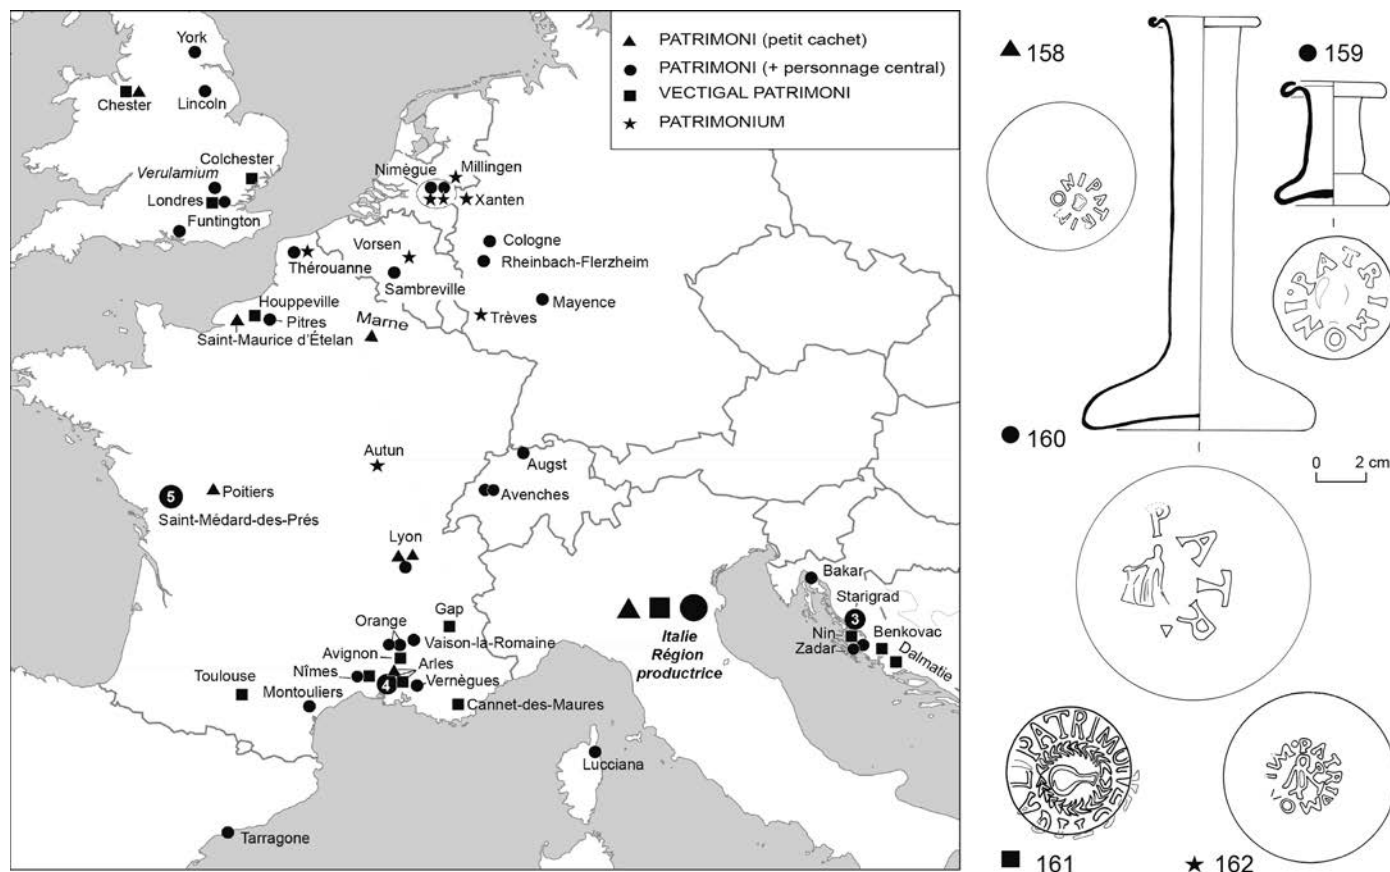 PATRIMONI (petit cachet)
PATRIMONI (+ personnage central)
VECTIGAL PATRIMONI
PATRIMONIUM
York
Chester
Lincoln
Colchester
Verulamium
Londres
Funtington
Nimègue
Millingen
Xanten
Vorsen
Cologne
Thérouanne
Rheinbach-Flerzheim
Sambreville
Houppeville
Mayence
Pitres
Marne
Trèves
Saint-Maurice d'Ételan
Autun
Augst
Avenches
5
Poitiers
Saint-Médard-des-Prés
Lyon
Bakar
Starigrad
3
Gap
Orange
Vaison-la-Romaine
Italie
Région
productrice
Nin
Benkovac
Zadar
Dalmatie
Avignon
Arles
Nîmes
4
Vernègues
Toulouse
Montouliers
Cannet-des-Maures
Lucciana
Tarragone
158
PATRIMONI
159
PATRIMONI
160
0 2 cm
PATR
161
162